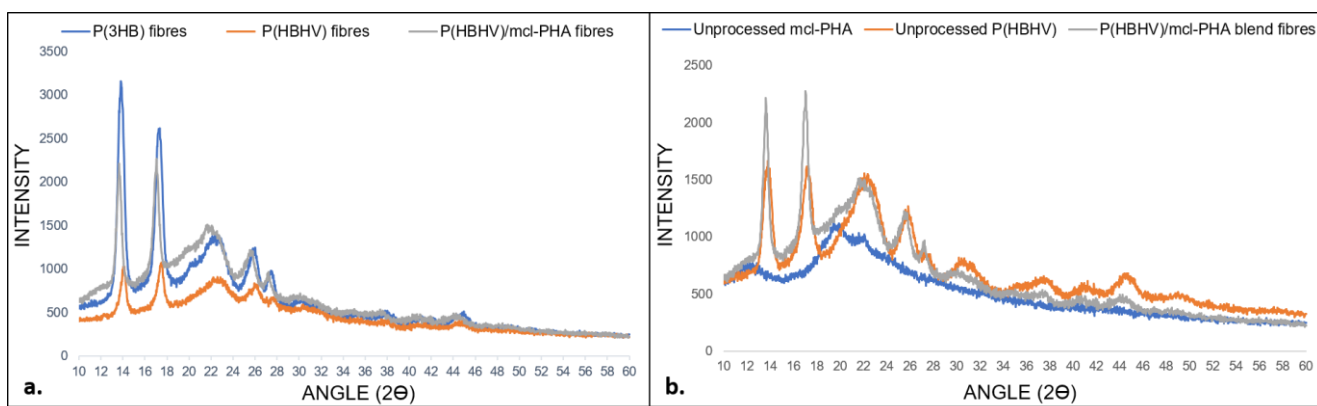 P(3HB) fibres P(HBHV) fibres P(HBHV)/mcl-PHA fibres
3500
3000
2500
2000
1500
1000
500
0
INTENSITY
10 12 14 16 18 20 22 24 26 28 30 32 34 36 38 40 42 44 46 48 50 52 54 56 58 60
ANGLE (2Θ)
a.
Unprocessed mcl-PHA Unprocessed P(HBHV) P(HBHV)/mcl-PHA blend fibres
2500
2000
1500
1000
500
0
INTENSITY
10 12 14 16 18 20 22 24 26 28 30 32 34 36 38 40 42 44 46 48 50 52 54 56 58 60
ANGLE (2Θ)
b.